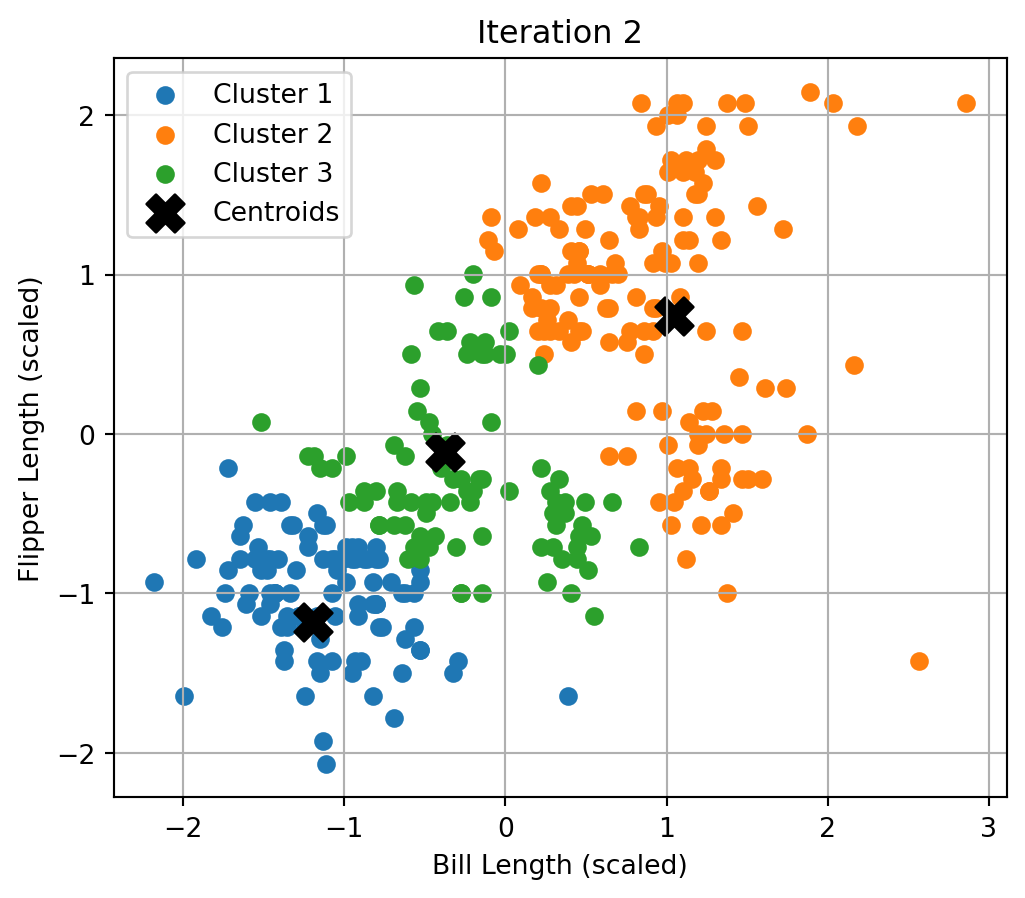 Iteration 2
Cluster 1
Cluster 2
Cluster 3
Centroids
2
1
0
−1
−2
Flipper Length (scaled)
−2
−1
0
1
2
3
Bill Length (scaled)